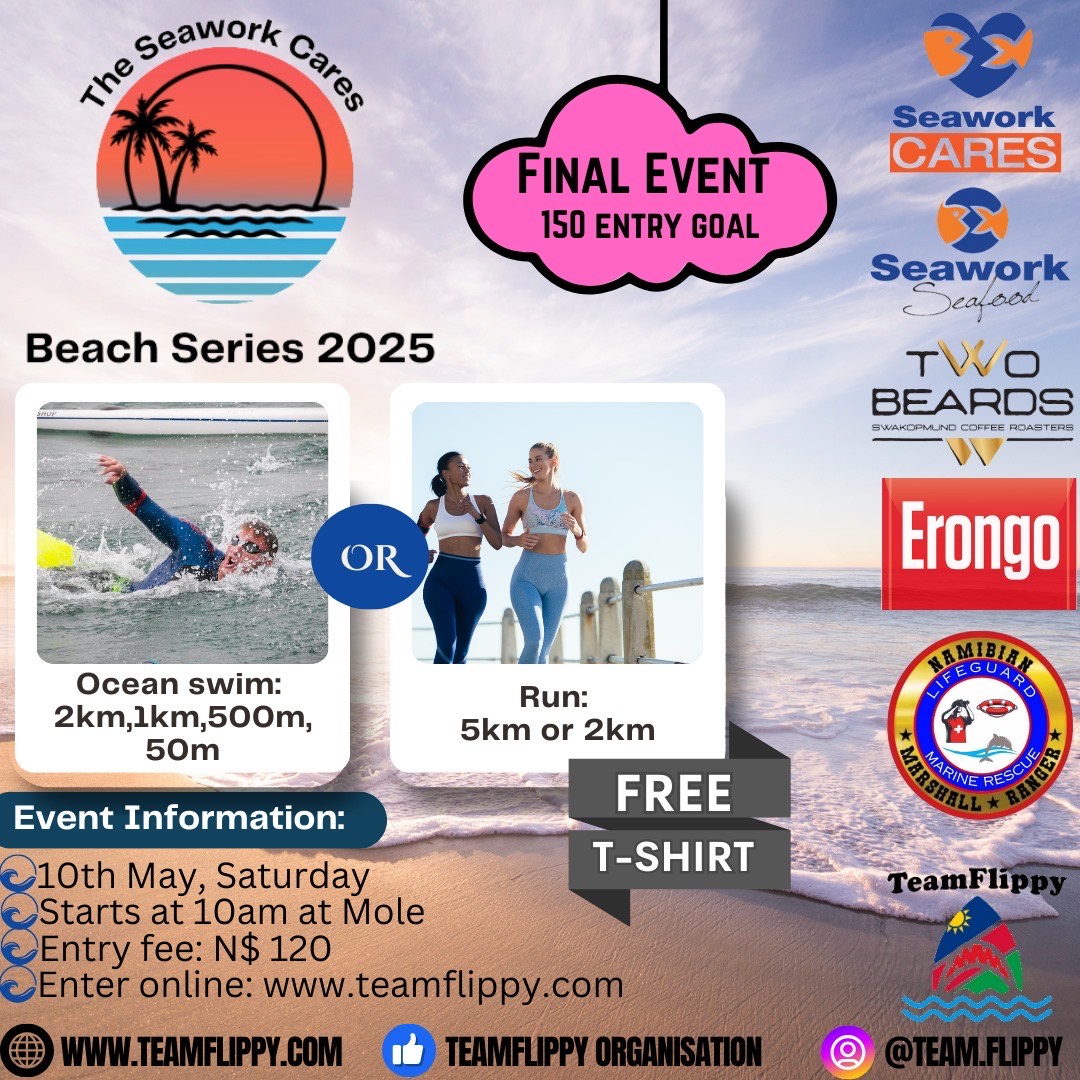 The Seawork Cares
FINAL EVENT
150 ENTRY GOAL
Seawork
CARES
Seawork
Seafood
TWO
BEARDS
SWAKOPMUND COFFEE ROASTERS
Beach Series 2025
SHOP
OR
Erongo
Ocean swim:
2km,1km,500m,
50m
Run:
5km or 2km
NAMIBIAN
LIFEGUARD
MARINE RESCUE
MARSHALL ★ RANGER
FREE
T-SHIRT
Event Information:
10th May, Saturday
Starts at 10am at Mole
Entry fee: N$ 120
Enter online: www.teamflippy.com
TeamFlippy
WWW.TEAMFLIPPY.COM
TEAMFLIPPY ORGANISATION
@TEAM.FLIPPY